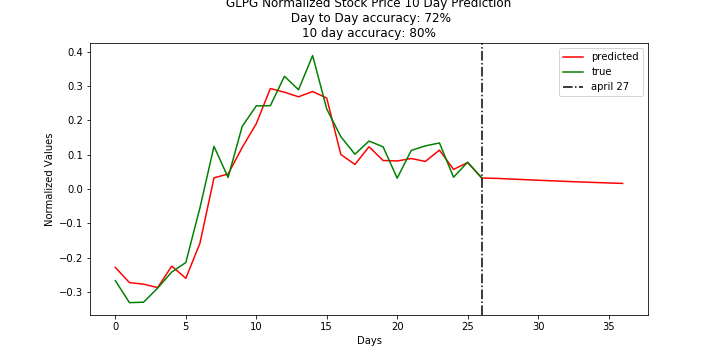 GLPG Normalized Stock Price 10 Day Prediction
Day to Day accuracy: 72%
10 day accuracy: 80%
0.4
0.3
0.2
0.1
0.0
−0.1
−0.2
−0.3
Normalized Values
predicted
true
april 27
0 5 10 15 20 25 30 35
Days